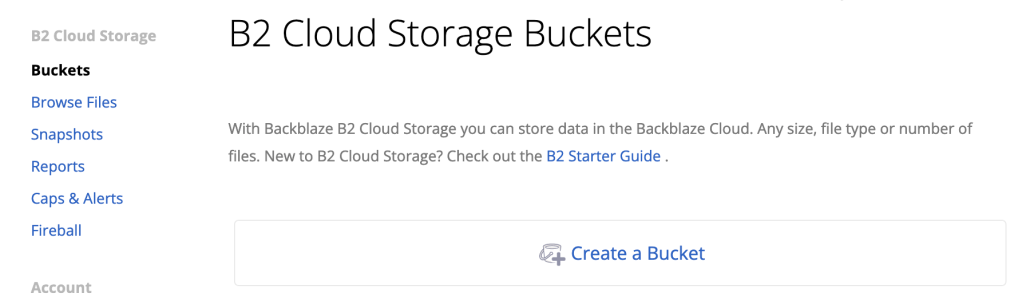 B2 Cloud Storage
Buckets
Browse Files
Snapshots
Reports
Caps & Alerts
Fireball
Account
B2 Cloud Storage Buckets
With Backblaze B2 Cloud Storage you can store data in the Backblaze Cloud. Any size, file type or number of
files. New to B2 Cloud Storage? Check out the B2 Starter Guide .
Create a Bucket